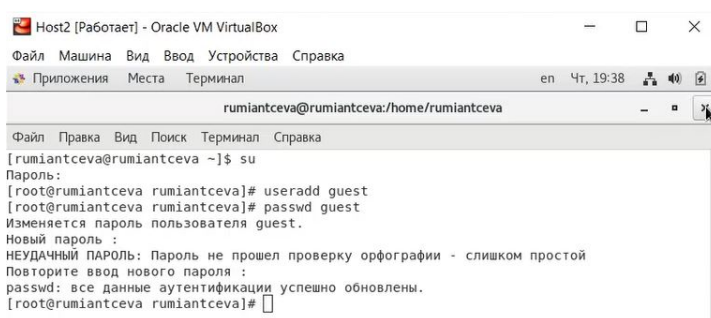 Host2 [Работает] - Oracle VM VirtualBox
Файл Машина Вид Ввод Устройства Справка
Приложения Места Терминал en Чт, 19:38
rumiantceva@rumiantceva:/home/rumiantceva
Файл Правка Вид Поиск Терминал Справка
[rumiantceva@rumiantceva ~]$ su
Пароль:
[root@rumiantceva rumiantceva]# useradd guest
[root@rumiantceva rumiantceva]# passwd guest
Изменяется пароль пользователя guest.
Новый пароль :
НЕУДАЧНЫЙ ПАРОЛЬ: Пароль не прошел проверку орфографии - слишком простой
Повторите ввод нового пароля :
passwd: все данные аутентификации успешно обновлены.
[root@rumiantceva rumiantceva]#